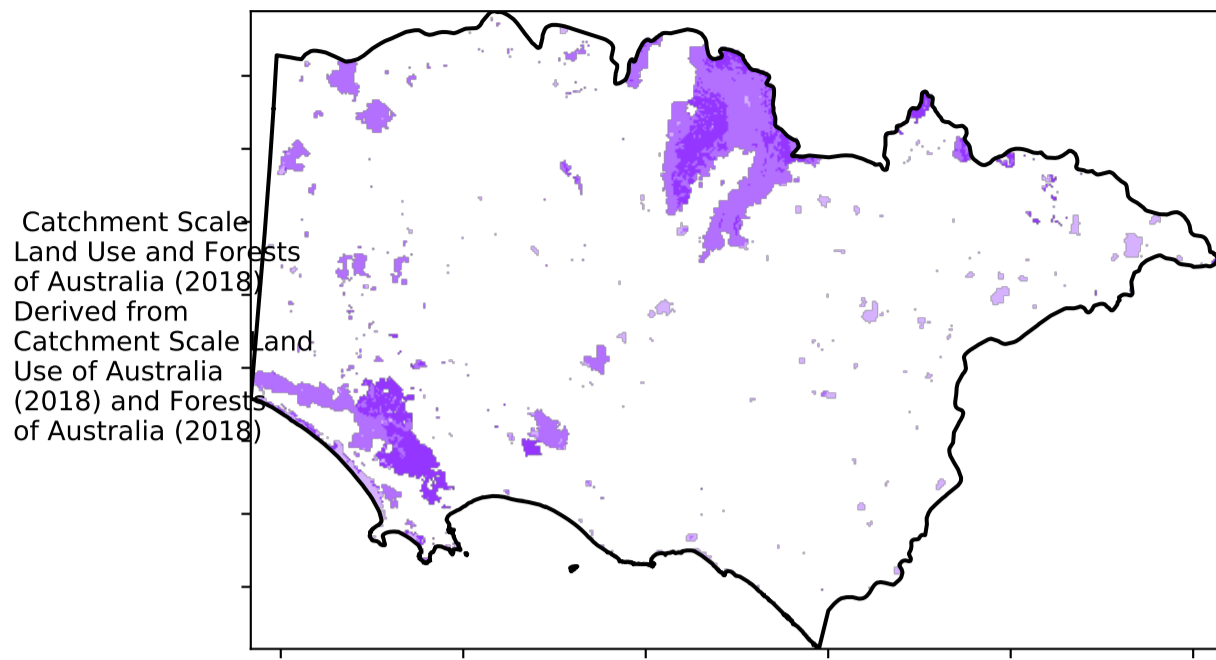 Catchment Scale
Land Use and Forests
of Australia (2018)
Derived from
Catchment Scale Land
Use of Australia
(2018) and Forests
of Australia (2018)